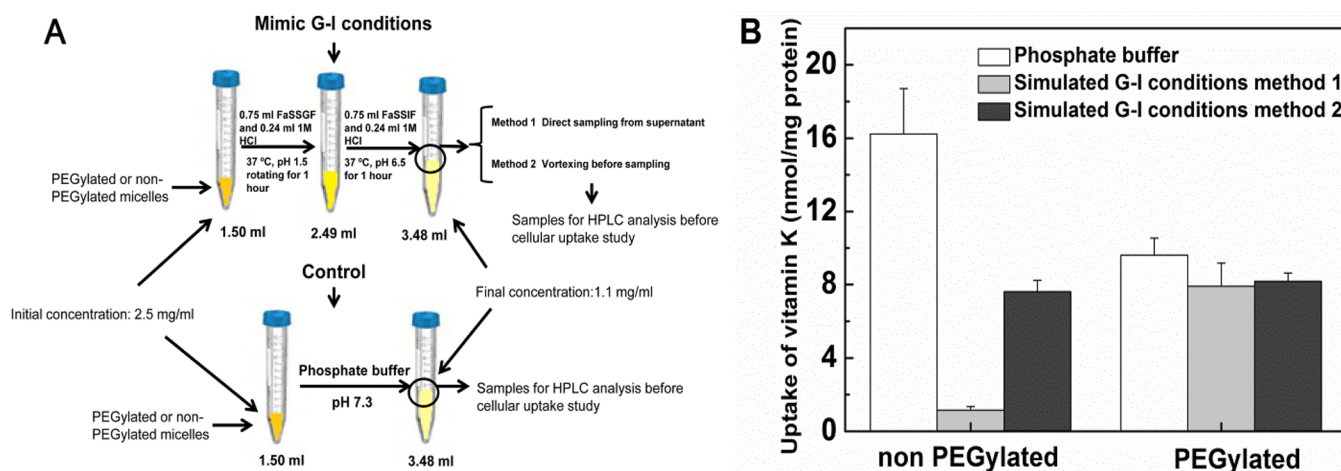 A
Mimic G-I conditions
0.75 ml FaSSGF
and 0.24 ml 1M
HCl
37 ºC, pH 1.5
rotating for 1
hour
0.75 ml FaSSIF
and 0.24 ml 1M
HCl
37 ºC, pH 6.5
for 1 hour
Method 1 Direct sampling from supernatant
Method 2 Vortexing before sampling
PEGylated or non-
PEGylated micelles
1.50 ml
2.49 ml
3.48 ml
Samples for HPLC analysis before
cellular uptake study
Control
Initial concentration: 2.5 mg/ml
Final concentration:1.1 mg/ml
Phosphate buffer
pH 7.3
Samples for HPLC analysis before
cellular uptake study
PEGylated or non-
PEGylated micelles
1.50 ml
3.48 ml
B
Uptake of vitamin K (nmol/mg protein)
20
16
12
8
4
0
Phosphate buffer
Simulated G-I conditions method 1
Simulated G-I conditions method 2
non PEGylated
PEGylated